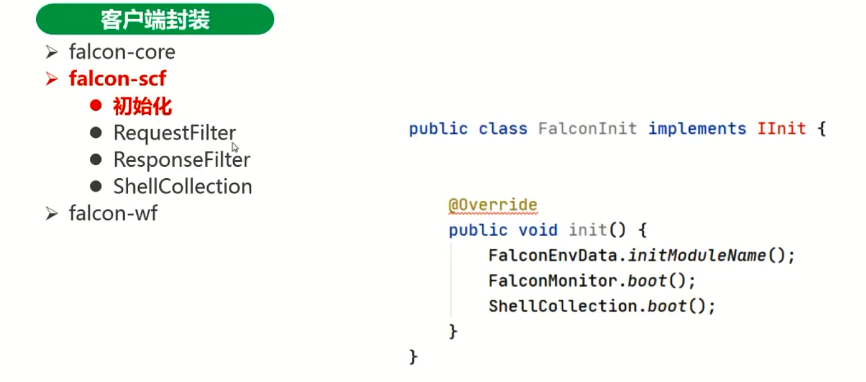 客户端封装
falcon-core
falcon-scf
初始化
RequestFilter
ResponseFilter
ShellCollection
falcon-wf
public class FalconInit implements IInit {
@Override
public void init() {
FalconEnvData.initModuleName();
FalconMonitor.boot();
ShellCollection.boot();
}
}